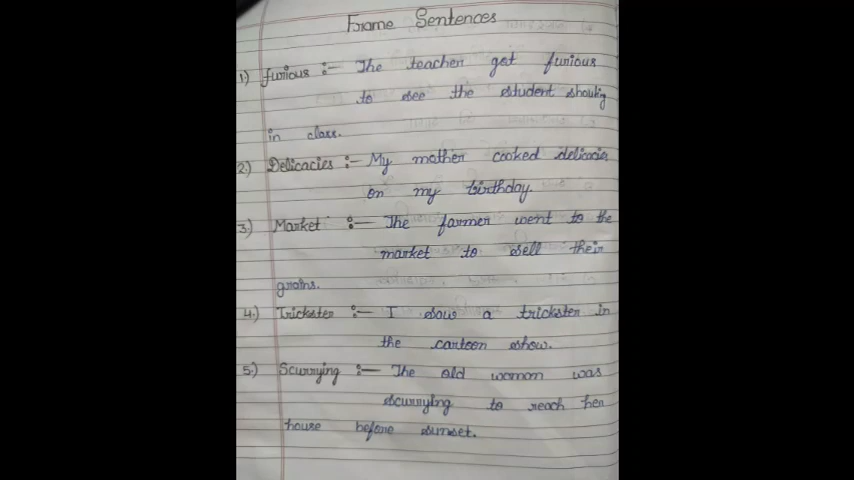 Frame Sentences
1.) Furious :- The teacher got furious
to see the student shouting
in class.
2.) Delicacies :- My mother cooked delicacies
on my birthday.
3.) Market :- The farmer went to the
market to sell their
grains.
4.) Trickster :- I saw a trickster in
the cartoon show.
5.) Scurrying :- The old woman was
scurrying to reach her
house before sunset.